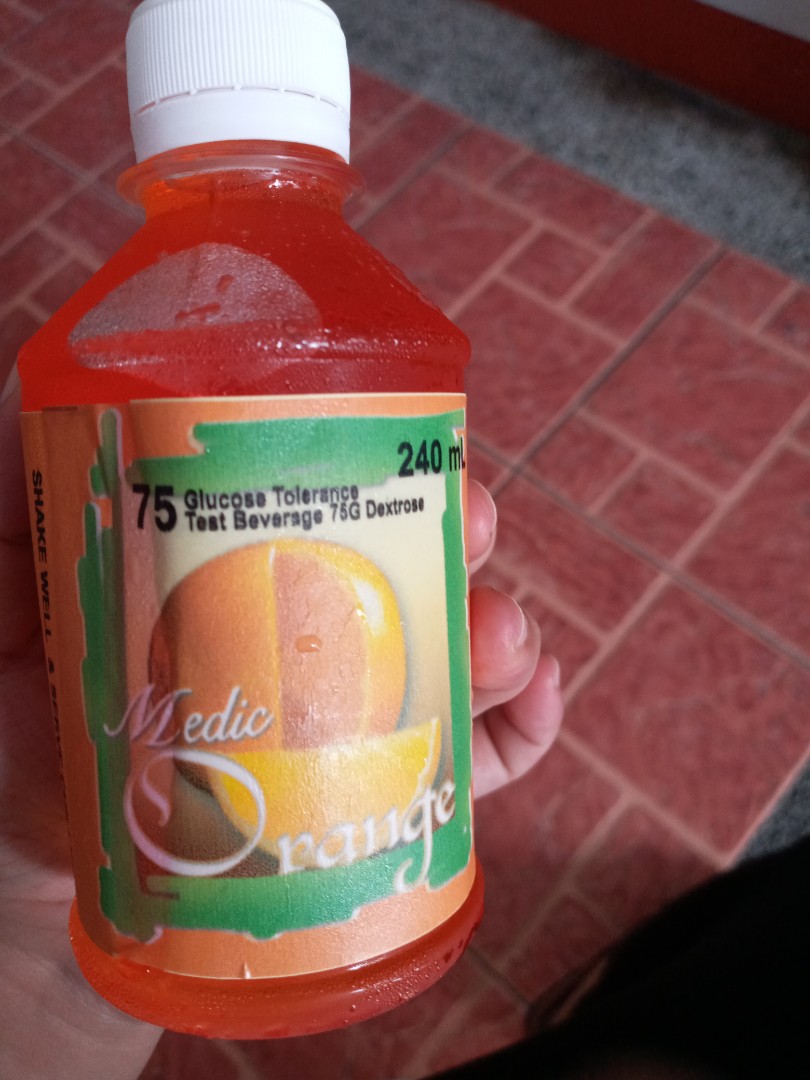 240 mL
75 Glucose Tolerance
Test Beverage 75G Dextrose
Medic
Orange
SHAKE WELL &